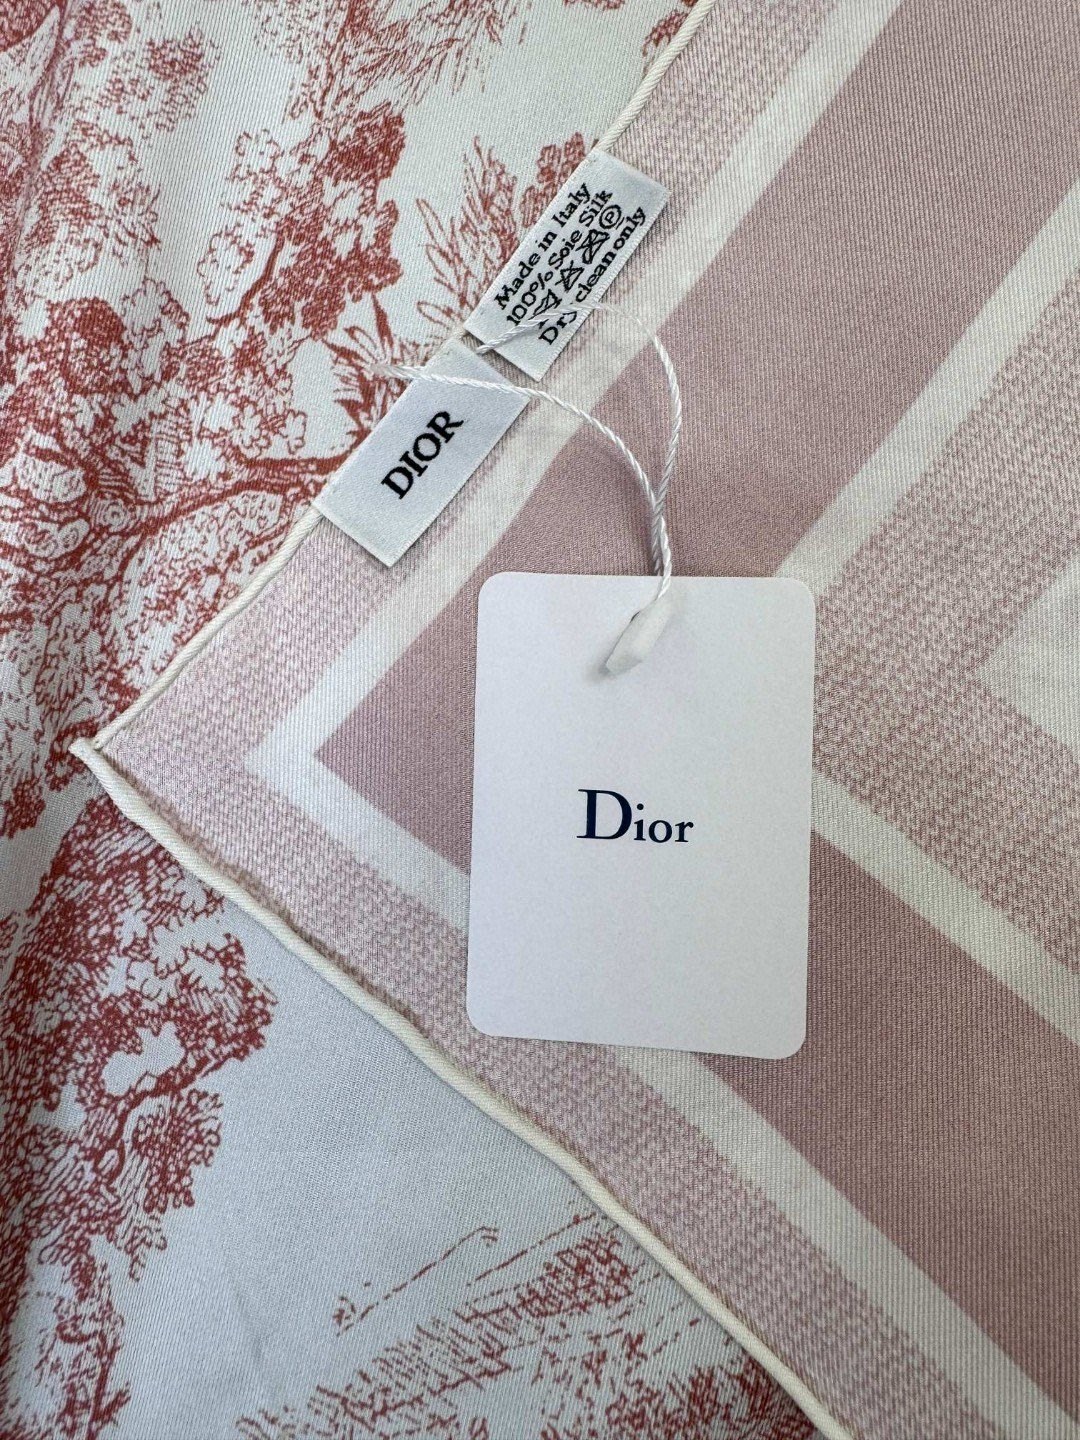 Made in Italy
100% Soie Silk
Ⓟ
Dry clean only
DIOR
Dior